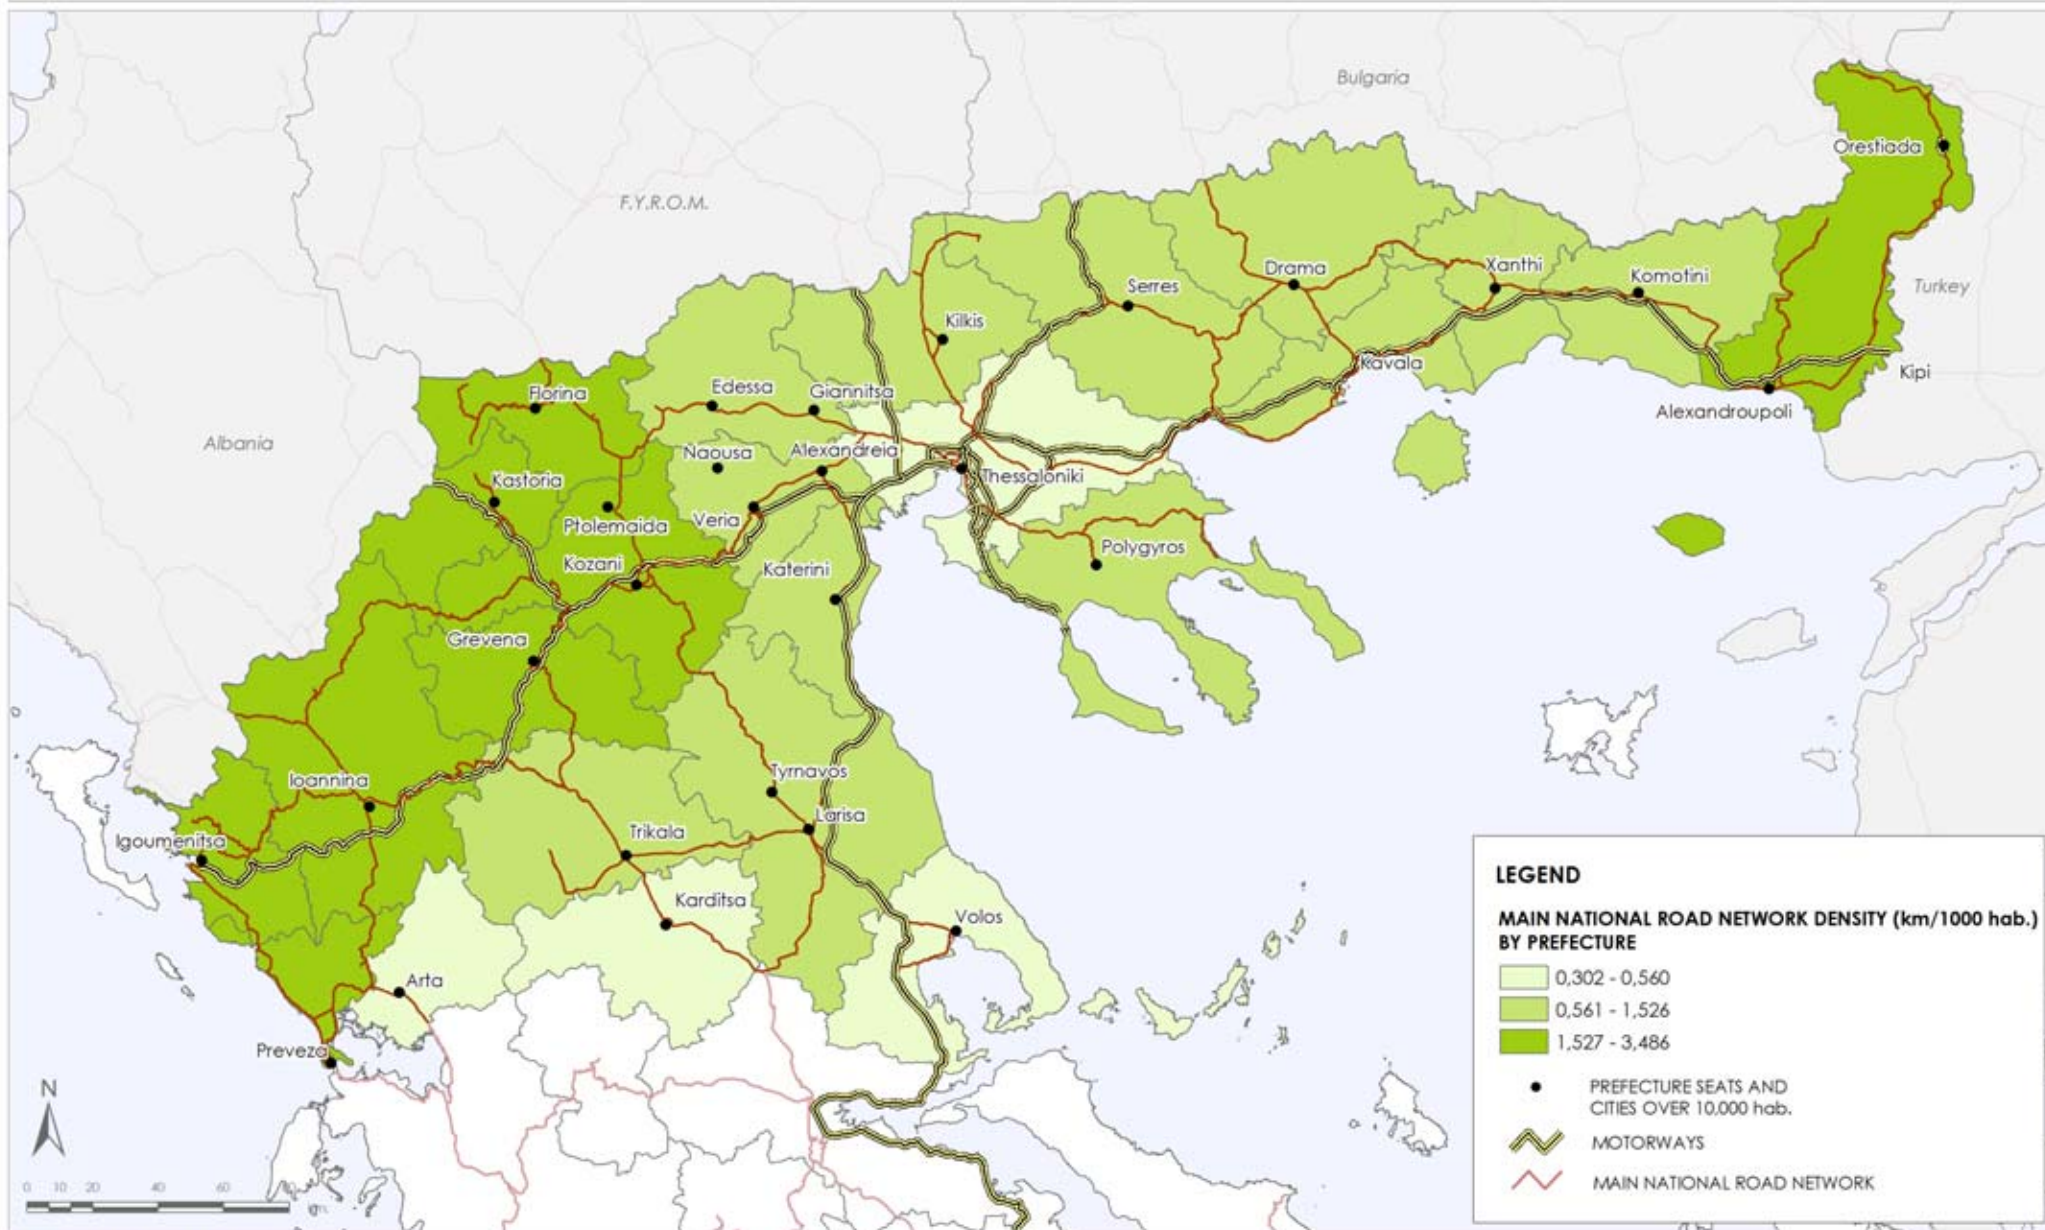 Bulgaria
Orestiada
F.Y.R.O.M.
Drama
Xanthi
Komotini
Serres
Turkey
Kilkis
Kavala
Kipi
Florina
Edessa
Giannitsa
Alexandroupoli
Albania
Naousa
Alexandreia
Kastoria
Thessaloniki
Ptolemaida
Veria
Kozani
Katerini
Polygyros
Grevena
Ioannina
Tyrnavos
Larisa
Igoumenitsa
Trikala
Karditsa
Volos
Arta
Preveza
N
0 10 20 40 60
LEGEND
MAIN NATIONAL ROAD NETWORK DENSITY (km/1000 hab.)
BY PREFECTURE
0,302 - 0,560
0,561 - 1,526
1,527 - 3,486
PREFECTURE SEATS AND
CITIES OVER 10,000 hab.
MOTORWAYS
MAIN NATIONAL ROAD NETWORK